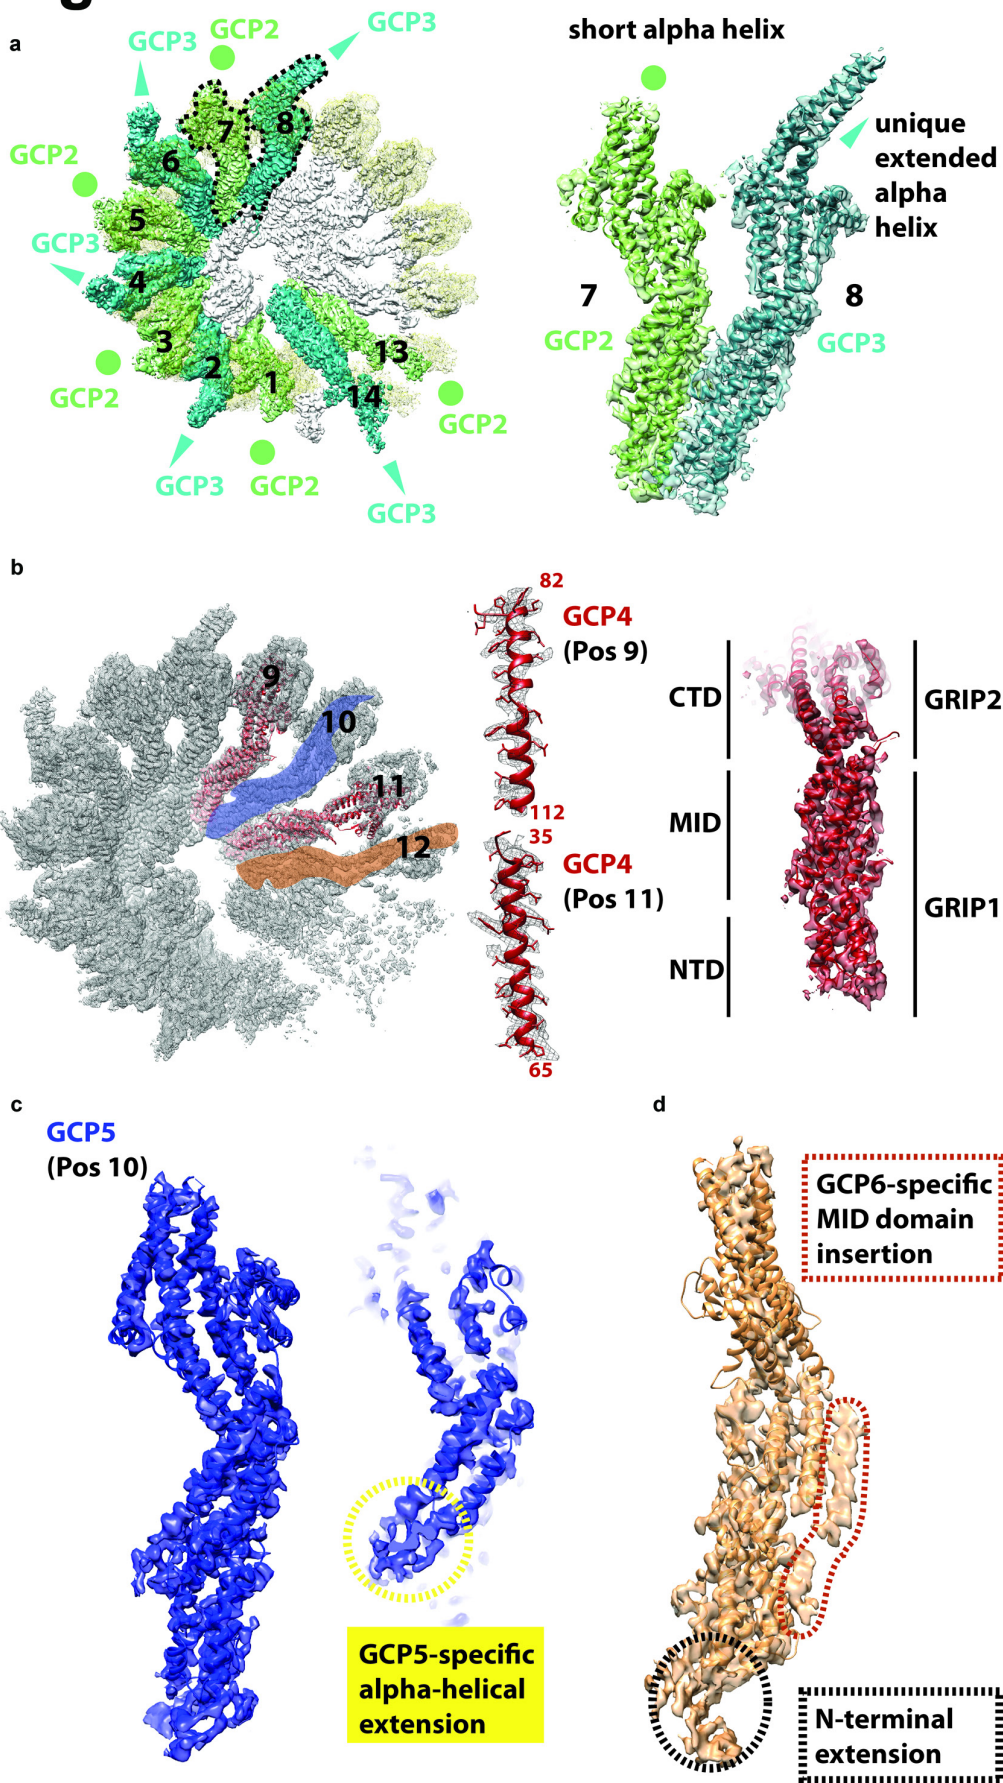 a
GCP3
GCP2
GCP3
short alpha helix
7
8
6
GCP2
5
GCP3
4
3
2
1
13
14
GCP2
GCP2
GCP3
GCP2
GCP3
unique
extended
alpha
helix
7
8
GCP2
GCP3
b
9
10
11
12
82
GCP4
(Pos 9)
112
35
GCP4
(Pos 11)
65
CTD
MID
NTD
GRIP2
GRIP1
c
GCP5
(Pos 10)
GCP5-specific
alpha-helical
extension
d
GCP6-specific
MID domain
insertion
N-terminal
extension